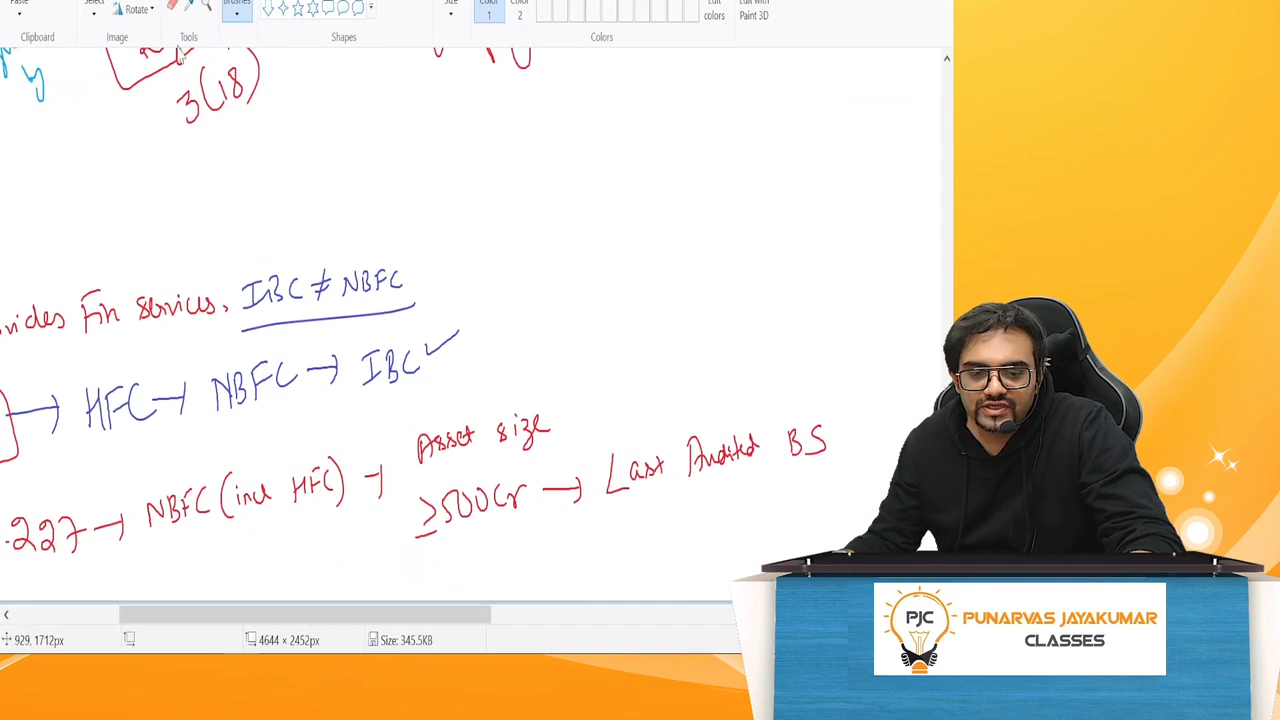 Select
Rotate
Brushes
Size
Color 1
Color 2
Edit colors
Edit with Paint 3D
Clipboard
Image
Tools
Shapes
Colors
y
3(18)
Fin services. IBC ≠ NBFC
→ HFC → NBFC → IBC ✓
Asset size
.227 → NBFC (incl HFC) → ≥500Cr → Last Audited BS
929, 1712px
4644 × 2452px
Size: 345.5KB
PJC
PUNARVAS JAYAKUMAR
CLASSES